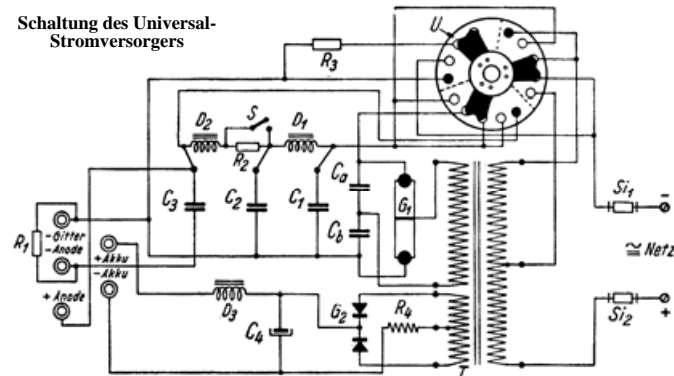 Schaltung des Universal-
Stromversorgers
U
R3
D2
S
D1
R2
Ca
C3
C2
C1
G1
Cb
Si1
-
R1
-Gitter
-Anode
+Akku
-Akku
≂ Netz
+Anode
D3
G2
R4
C4
Si2
+
T